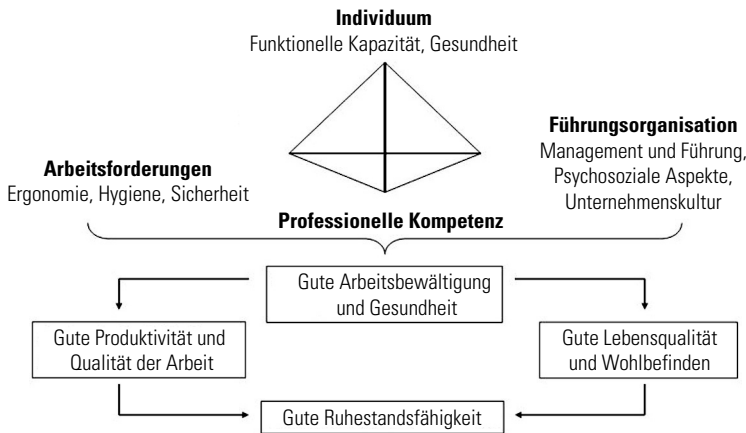 Individuum
Funktionelle Kapazität, Gesundheit
Führungsorganisation
Management und Führung,
Psychosoziale Aspekte,
Unternehmenskultur
Arbeitsforderungen
Ergonomie, Hygiene, Sicherheit
Professionelle Kompetenz
Gute Arbeitsbewältigung
und Gesundheit
Gute Produktivität und
Qualität der Arbeit
Gute Lebensqualität
und Wohlbefinden
Gute Ruhestandsfähigkeit